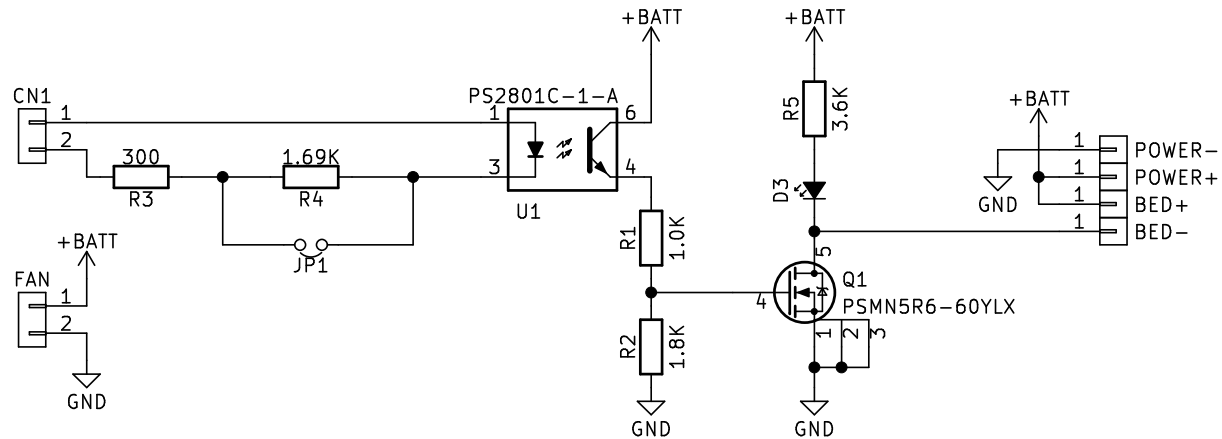 +BATT
+BATT
CN1
PS2801C-1-A
R5
3.6K
+BATT
1
1
6
2
300
1.69K
3
4
1
POWER-
R3
R4
U1
D3
1
POWER+
GND
1
BED+
R1
1.0K
1
BED-
+BATT
JP1
5
FAN
1
4
Q1
PSMN5R6-60YLX
2
R2
1.8K
1
2
3
GND
GND
GND